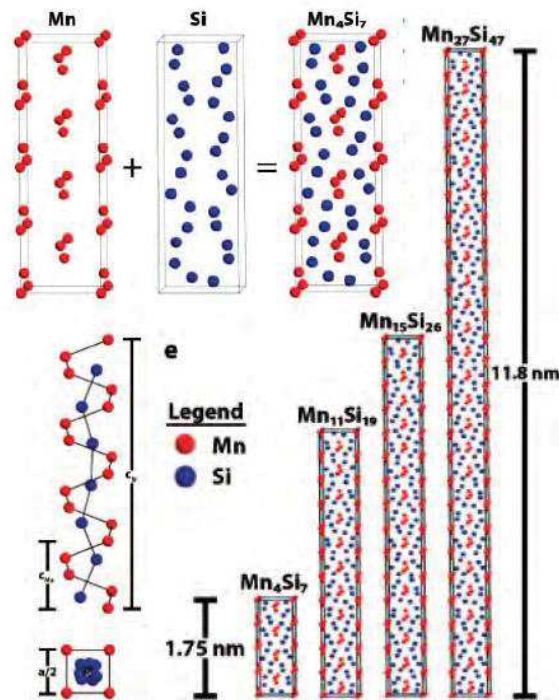 Mn
Si
Mn₄Si₇
Mn₂₇Si₄₇
+
=
e
Legend
Mn
Si
a/2
Mn₄Si₇
1.75 nm
Mn₁₁Si₁₉
Mn₁₅Si₂₆
11.8 nm